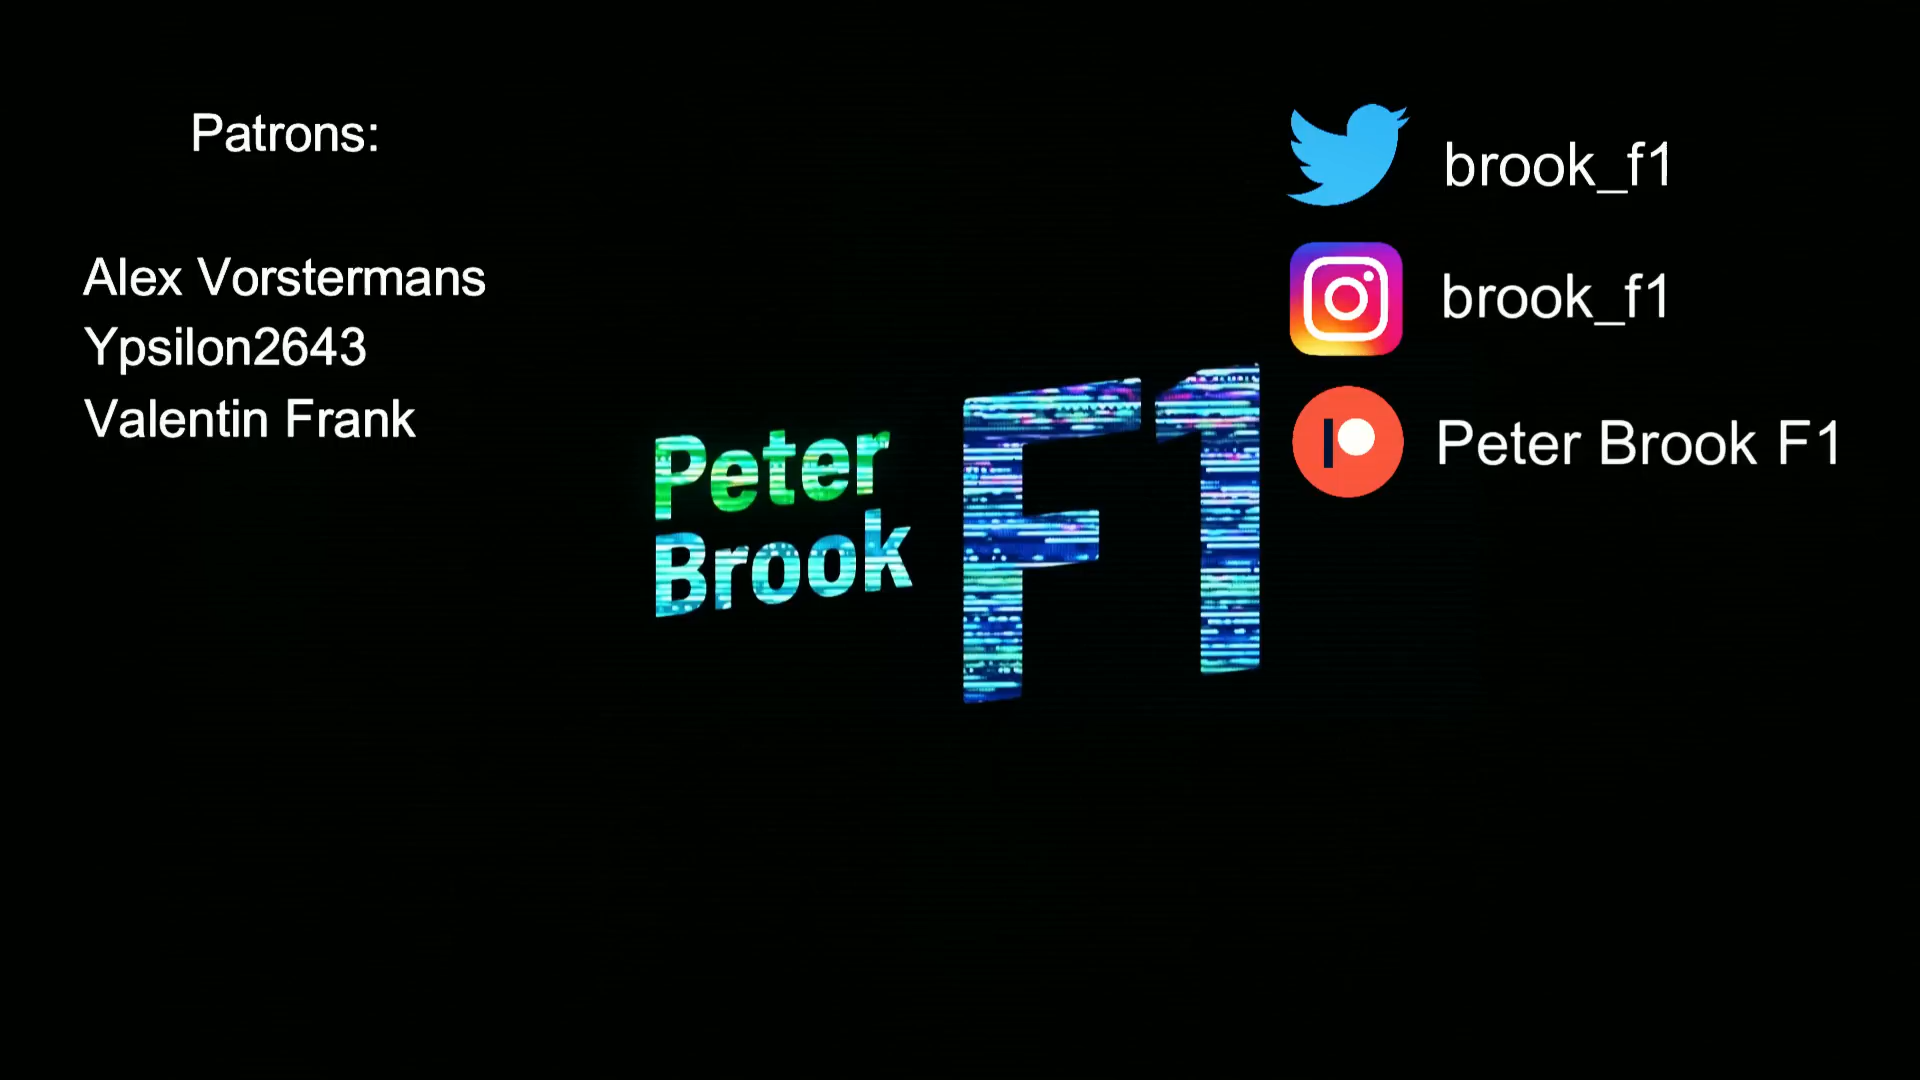 Patrons:
Alex Vorstermans
Ypsilon2643
Valentin Frank
Peter
Brook
F1
brook_f1
brook_f1
Peter Brook F1